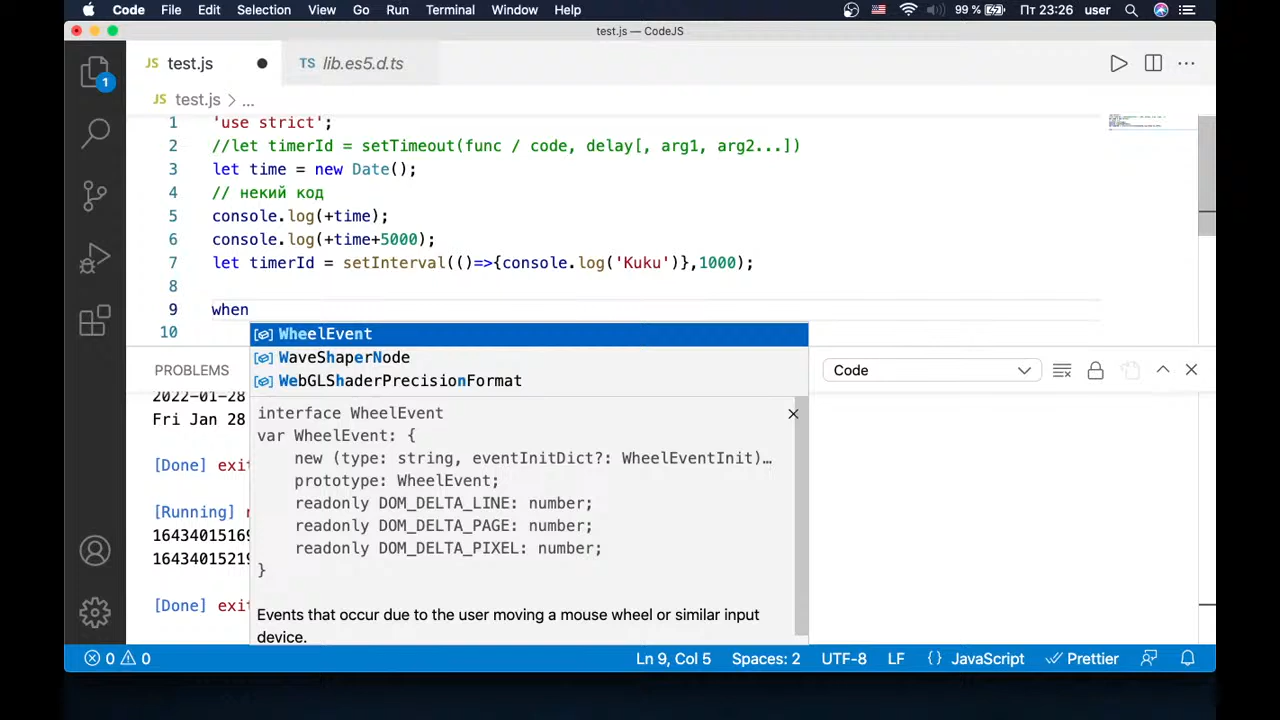 Code File Edit Selection View Go Run Terminal Window Help 99 % Пт 23:26 user
test.js — CodeJS
JS test.js TS lib.es5.d.ts
JS test.js > ...
1 'use strict';
2 //let timerId = setTimeout(func / code, delay[, arg1, arg2...])
3 let time = new Date();
4 // некий код
5 console.log(+time);
6 console.log(+time+5000);
7 let timerId = setInterval(()=>{console.log('Kuku')},1000);
8
9 when
10
WheelEvent
WaveShaperNode
WebGLShaderPrecisionFormat
interface WheelEvent
var WheelEvent: {
new (type: string, eventInitDict?: WheelEventInit)…
prototype: WheelEvent;
readonly DOM_DELTA_LINE: number;
readonly DOM_DELTA_PAGE: number;
readonly DOM_DELTA_PIXEL: number;
}
Events that occur due to the user moving a mouse wheel or similar input
device.
PROBLEMS Code
2022-01-28
Fri Jan 28
[Done] exi
[Running]
[Done] exi
1
0 0 Ln 9, Col 5 Spaces: 2 UTF-8 LF {} JavaScript Prettier